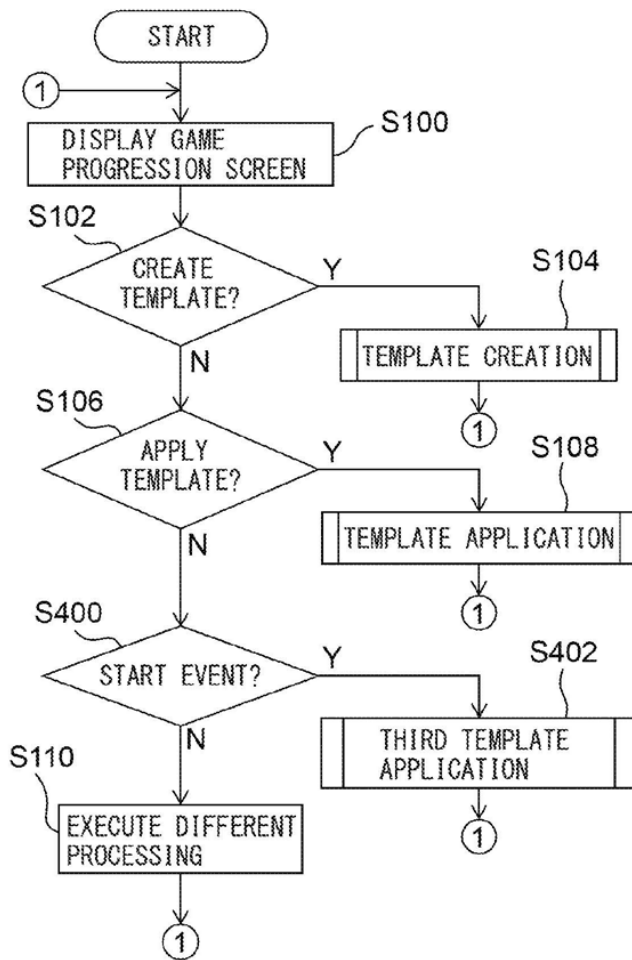 START
1
DISPLAY GAME
PROGRESSION SCREEN
S100
S102
CREATE
TEMPLATE?
Y
N
S104
TEMPLATE CREATION
1
S106
APPLY
TEMPLATE?
Y
N
S108
TEMPLATE APPLICATION
1
S400
START EVENT?
Y
N
S402
THIRD TEMPLATE
APPLICATION
1
S110
EXECUTE DIFFERENT
PROCESSING
1